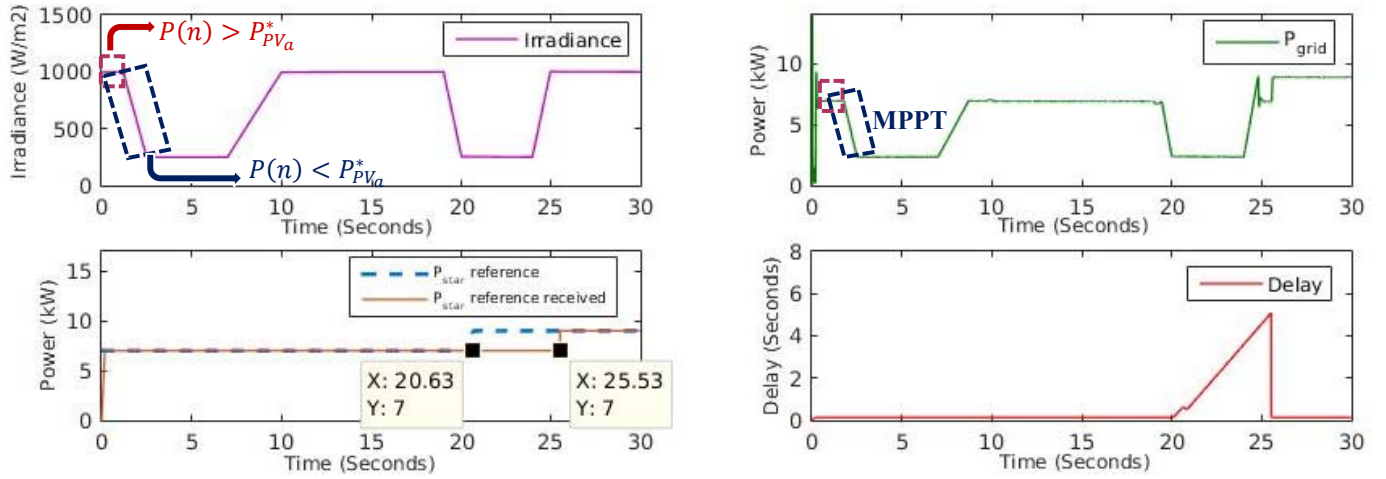 P(n) > P*PVa
Irradiance (W/m2)
1500
1000
500
0
Irradiance
P(n) < P*PVa
0 5 10 15 20 25 30
Time (Seconds)
Power (kW)
10
5
0
Pgrid
MPPT
0 5 10 15 20 25 30
Time (Seconds)
Power (kW)
15
10
5
0
Pstar reference
Pstar reference received
X: 20.63
Y: 7
X: 25.53
Y: 7
0 5 10 15 20 25 30
Time (Seconds)
Delay (Seconds)
8
6
4
2
0
Delay
0 5 10 15 20 25 30
Time (Seconds)